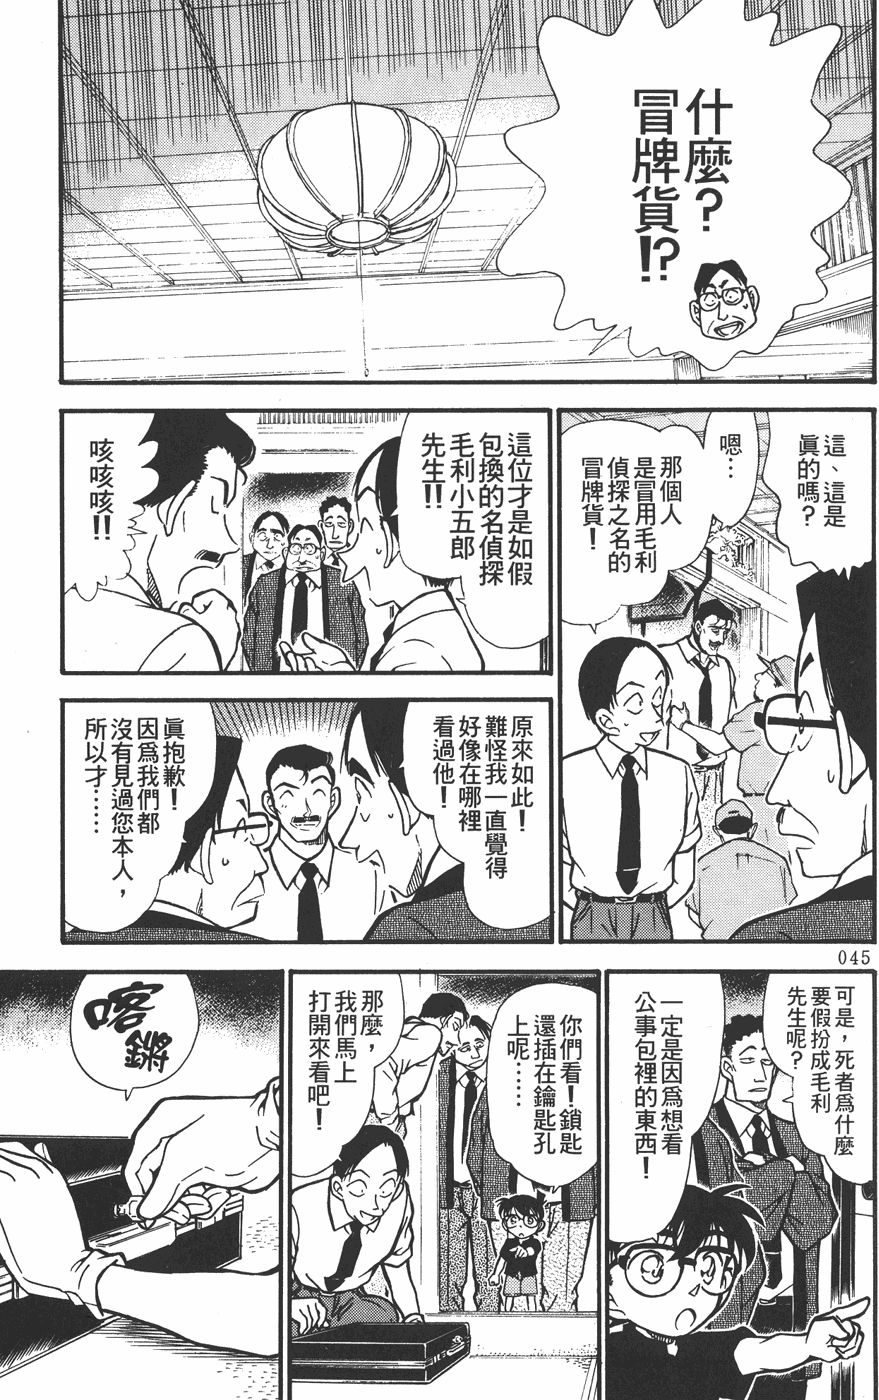 什麼？
冒牌貨!?
這、這是
眞的嗎？
嗯…
那個人
是冒用毛利
偵探之名的
冒牌貨！
這位才是如假
包換的名偵探
毛利小五郎
先生!!
咳咳咳!!
原來如此！
難怪我一直覺得
好像在哪裡
看過他！
眞抱歉！
因爲我們都
沒有見過您本人，
所以才……
045
可是，死者爲什麼
要假扮成毛利
先生呢？
一定是因爲想看
公事包裡的東西！
你們看！鎖匙
還插在鑰匙孔
上呢……
那麼，
我們馬上
打開來看吧！
喀
鏘